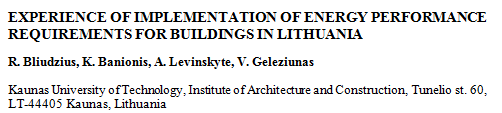 EXPERIENCE OF IMPLEMENTATION OF ENERGY PERFORMANCE
REQUIREMENTS FOR BUILDINGS IN LITHUANIA
R. Bliudzius, K. Banionis, A. Levinskyte, V. Geleziunas
Kaunas University of Technology, Institute of Architecture and Construction, Tunelio st. 60,
LT-44405 Kaunas, Lithuania